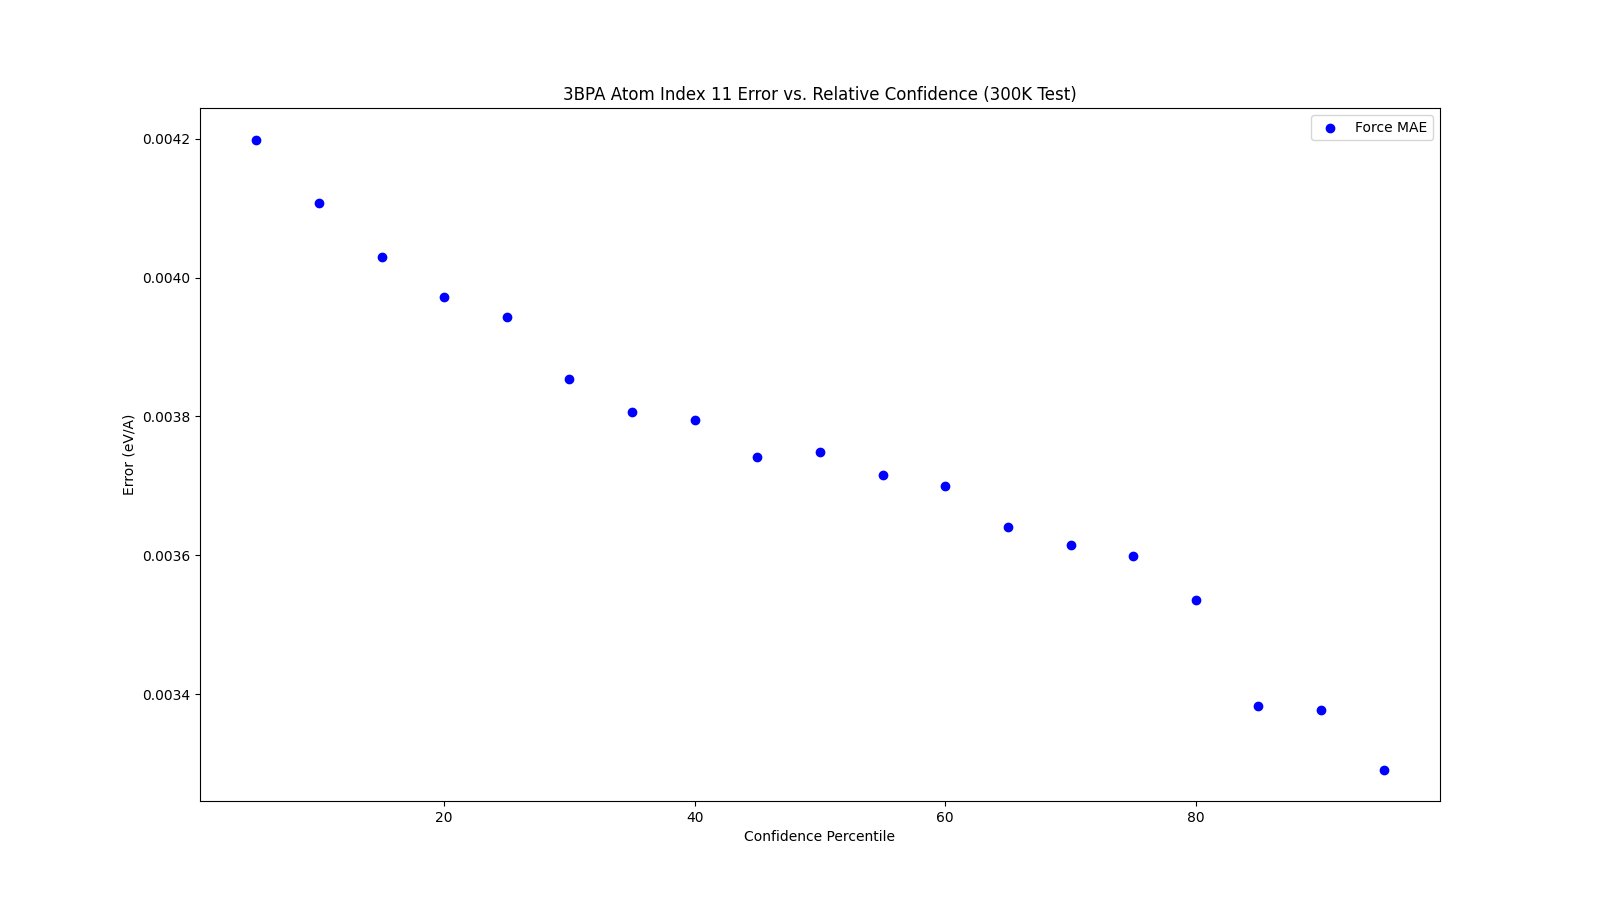 3BPA Atom Index 11 Error vs. Relative Confidence (300K Test)
Force MAE
0.0042
0.0040
0.0038
0.0036
0.0034
Error (eV/A)
20
40
60
80
Confidence Percentile